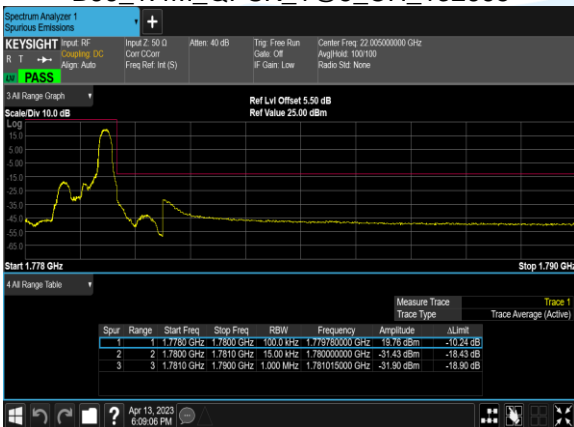 Spectrum Analyzer 1
Spurious Emissions
+
KEYSIGHT Input: RF Input Z: 50 Ω Atten: 40 dB Trig: Free Run Center Freq: 22.005000000 GHz
R T Coupling: DC Corr CCorr Gate: Off Avg|Hold: 100/100
Align: Auto Freq Ref: Int (S) IF Gain: Low Radio Std: None
PASS
3 All Range Graph
Ref Lvl Offset 5.50 dB
Scale/Div 10.0 dB Ref Value 25.00 dBm
Log
15.0
5.00
-5.00
-15.0
-25.0
-35.0
-45.0
-55.0
-65.0
Start 1.778 GHz Stop 1.790 GHz
4 All Range Table
Measure Trace Trace 1
Trace Type Trace Average (Active)
Spur Range Start Freq Stop Freq RBW Frequency Amplitude ΔLimit
1 1 1.7780 GHz 1.7800 GHz 100.0 kHz 1.779780000 GHz 19.76 dBm -10.24 dB
2 2 1.7800 GHz 1.7810 GHz 15.00 kHz 1.780000000 GHz -31.43 dBm -18.43 dB
3 3 1.7810 GHz 1.7900 GHz 1.000 MHz 1.781015000 GHz -31.90 dBm -18.90 dB
? Apr 13, 2023
6:09:06 PM